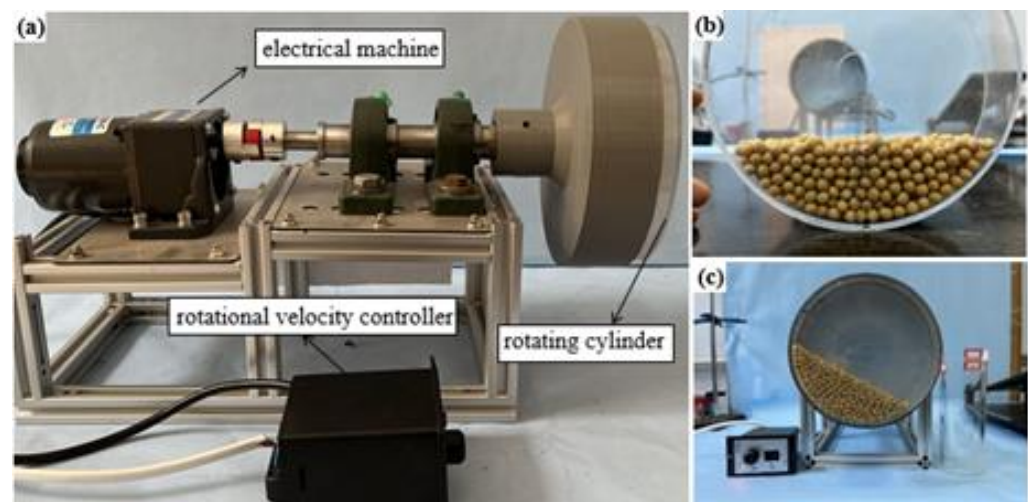 (a)
electrical machine
rotational velocity controller
rotating cylinder
(b)
(c)